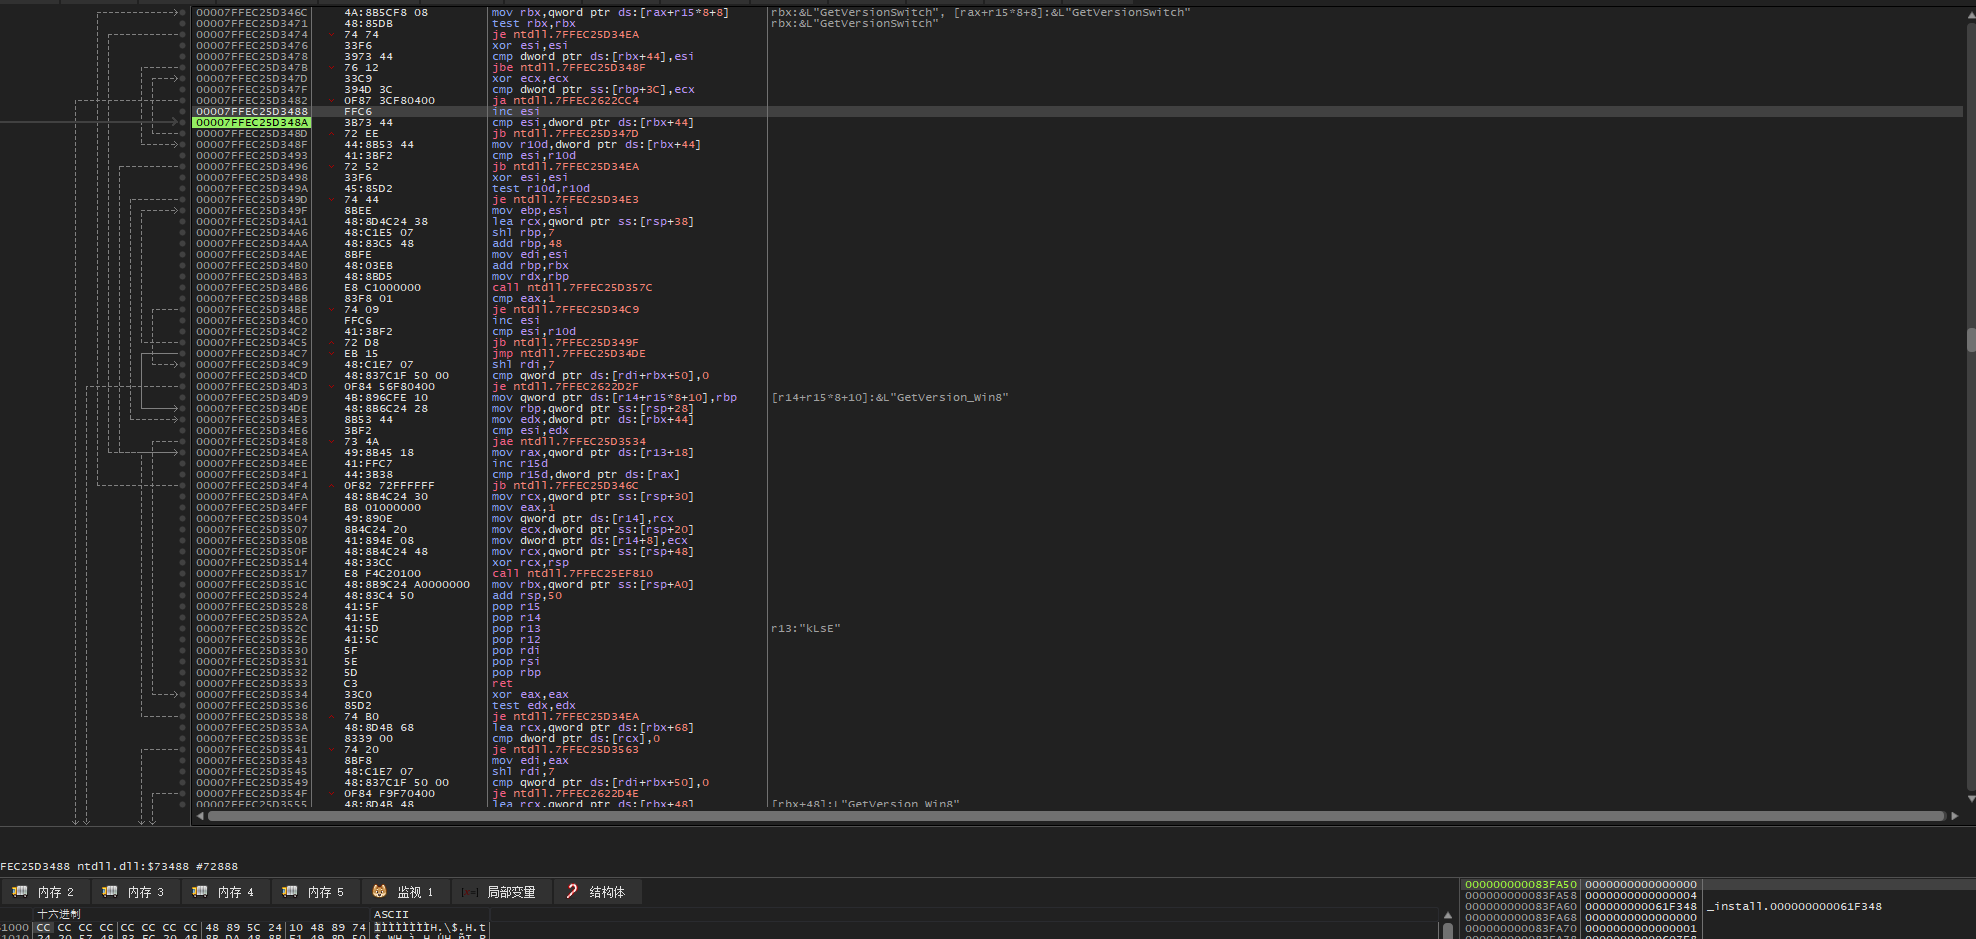 00007FFEC25D346C 4A:8B5CF8 08 mov rbx,qword ptr ds:[rax+r15*8+8] rbx:&L"GetVersionSwitch", [rax+r15*8+8]:&L"GetVersionSwitch"
00007FFEC25D3471 48:85DB test rbx,rbx rbx:&L"GetVersionSwitch"
00007FFEC25D3474 74 74 je ntdll.7FFEC25D34EA
00007FFEC25D3476 33F6 xor esi,esi
00007FFEC25D3478 3973 44 cmp dword ptr ds:[rbx+44],esi
00007FFEC25D347B 76 12 jbe ntdll.7FFEC25D348F
00007FFEC25D347D 33C9 xor ecx,ecx
00007FFEC25D347F 394D 3C cmp dword ptr ss:[rbp+3C],ecx
00007FFEC25D3482 0F87 3CF80400 ja ntdll.7FFEC2622CC4
00007FFEC25D3488 FFC6 inc esi
00007FFEC25D348A 3B73 44 cmp esi,dword ptr ds:[rbx+44]
00007FFEC25D348D 72 EE jb ntdll.7FFEC25D347D
00007FFEC25D348F 44:8B53 44 mov r10d,dword ptr ds:[rbx+44]
00007FFEC25D3493 41:3BF2 cmp esi,r10d
00007FFEC25D3496 72 52 jb ntdll.7FFEC25D34EA
00007FFEC25D3498 33F6 xor esi,esi
00007FFEC25D349A 45:85D2 test r10d,r10d
00007FFEC25D349D 74 44 je ntdll.7FFEC25D34E3
00007FFEC25D349F 8BEE mov ebp,esi
00007FFEC25D34A1 48:8D4C24 38 lea rcx,qword ptr ss:[rsp+38]
00007FFEC25D34A6 48:C1E5 07 shl rbp,7
00007FFEC25D34AA 48:83C5 48 add rbp,48
00007FFEC25D34AE 8BFE mov edi,esi
00007FFEC25D34B0 48:03EB add rbp,rbx
00007FFEC25D34B3 48:8BD5 mov rdx,rbp
00007FFEC25D34B6 E8 C1000000 call ntdll.7FFEC25D357C
00007FFEC25D34BB 83F8 01 cmp eax,1
00007FFEC25D34BE 74 09 je ntdll.7FFEC25D34C9
00007FFEC25D34C0 FFC6 inc esi
00007FFEC25D34C2 41:3BF2 cmp esi,r10d
00007FFEC25D34C5 72 D8 jb ntdll.7FFEC25D349F
00007FFEC25D34C7 EB 15 jmp ntdll.7FFEC25D34DE
00007FFEC25D34C9 48:C1E7 07 shl rdi,7
00007FFEC25D34CD 48:837C1F 50 00 cmp qword ptr ds:[rdi+rbx+50],0
00007FFEC25D34D3 0F84 56F80400 je ntdll.7FFEC2622D2F
00007FFEC25D34D9 4B:896CFE 10 mov qword ptr ds:[r14+r15*8+10],rbp [r14+r15*8+10]:&L"GetVersion_Win8"
00007FFEC25D34DE 48:8B6C24 28 mov rbp,qword ptr ss:[rsp+28]
00007FFEC25D34E3 8B53 44 mov edx,dword ptr ds:[rbx+44]
00007FFEC25D34E6 3BF2 cmp esi,edx
00007FFEC25D34E8 73 4A jae ntdll.7FFEC25D3534
00007FFEC25D34EA 49:8B45 18 mov rax,qword ptr ds:[r13+18]
00007FFEC25D34EE 41:FFC7 inc r15d
00007FFEC25D34F1 44:3B38 cmp r15d,dword ptr ds:[rax]
00007FFEC25D34F4 0F82 72FFFFFF jb ntdll.7FFEC25D346C
00007FFEC25D34FA 48:8B4C24 30 mov rcx,qword ptr ss:[rsp+30]
00007FFEC25D34FF B8 01000000 mov eax,1
00007FFEC25D3504 49:890E mov qword ptr ds:[r14],rcx
00007FFEC25D3507 8B4C24 20 mov ecx,dword ptr ss:[rsp+20]
00007FFEC25D350B 41:894E 08 mov dword ptr ds:[r14+8],ecx
00007FFEC25D350F 48:8B4C24 48 mov rcx,qword ptr ss:[rsp+48]
00007FFEC25D3514 48:33CC xor rcx,rsp
00007FFEC25D3517 E8 F4C20100 call ntdll.7FFEC25EF810
00007FFEC25D351C 48:8B9C24 A0000000 mov rbx,qword ptr ss:[rsp+A0]
00007FFEC25D3524 48:83C4 50 add rsp,50
00007FFEC25D3528 41:5F pop r15
00007FFEC25D352A 41:5E pop r14
00007FFEC25D352C 41:5D pop r13 r13:"kLsE"
00007FFEC25D352E 41:5C pop r12
00007FFEC25D3530 5F pop rdi
00007FFEC25D3531 5E pop rsi
00007FFEC25D3532 5D pop rbp
00007FFEC25D3533 C3 ret
00007FFEC25D3534 33C0 xor eax,eax
00007FFEC25D3536 85D2 test edx,edx
00007FFEC25D3538 74 B0 je ntdll.7FFEC25D34EA
00007FFEC25D353A 48:8D4B 68 lea rcx,qword ptr ds:[rbx+68]
00007FFEC25D353E 8339 00 cmp dword ptr ds:[rcx],0
00007FFEC25D3541 74 20 je ntdll.7FFEC25D3563
00007FFEC25D3543 8BF8 mov edi,eax
00007FFEC25D3545 48:C1E7 07 shl rdi,7
00007FFEC25D3549 48:837C1F 50 00 cmp qword ptr ds:[rdi+rbx+50],0
00007FFEC25D354F 0F84 F9F70400 je ntdll.7FFEC2622D4E
00007FFEC25D3555 48:8D4B 48 lea rcx,qword ptr ds:[rbx+48] [rbx+48]:L"GetVersion_Win8"
FEC25D3488 ntdll.dll:$73488 #72888
内存 2 内存 3 内存 4 内存 5 监视 1 局部变量 结构体
十六进制 ASCII
1000 CC CC CC CC CC CC CC CC 48 89 5C 24 10 48 89 74 ÌÌÌÌÌÌÌÌH.\$.H.t
000000000083FA50 0000000000000000
000000000083FA58 0000000000000004
000000000083FA60 000000000061F348 _install.000000000061F348
000000000083FA68 0000000000000000
000000000083FA70 0000000000000001